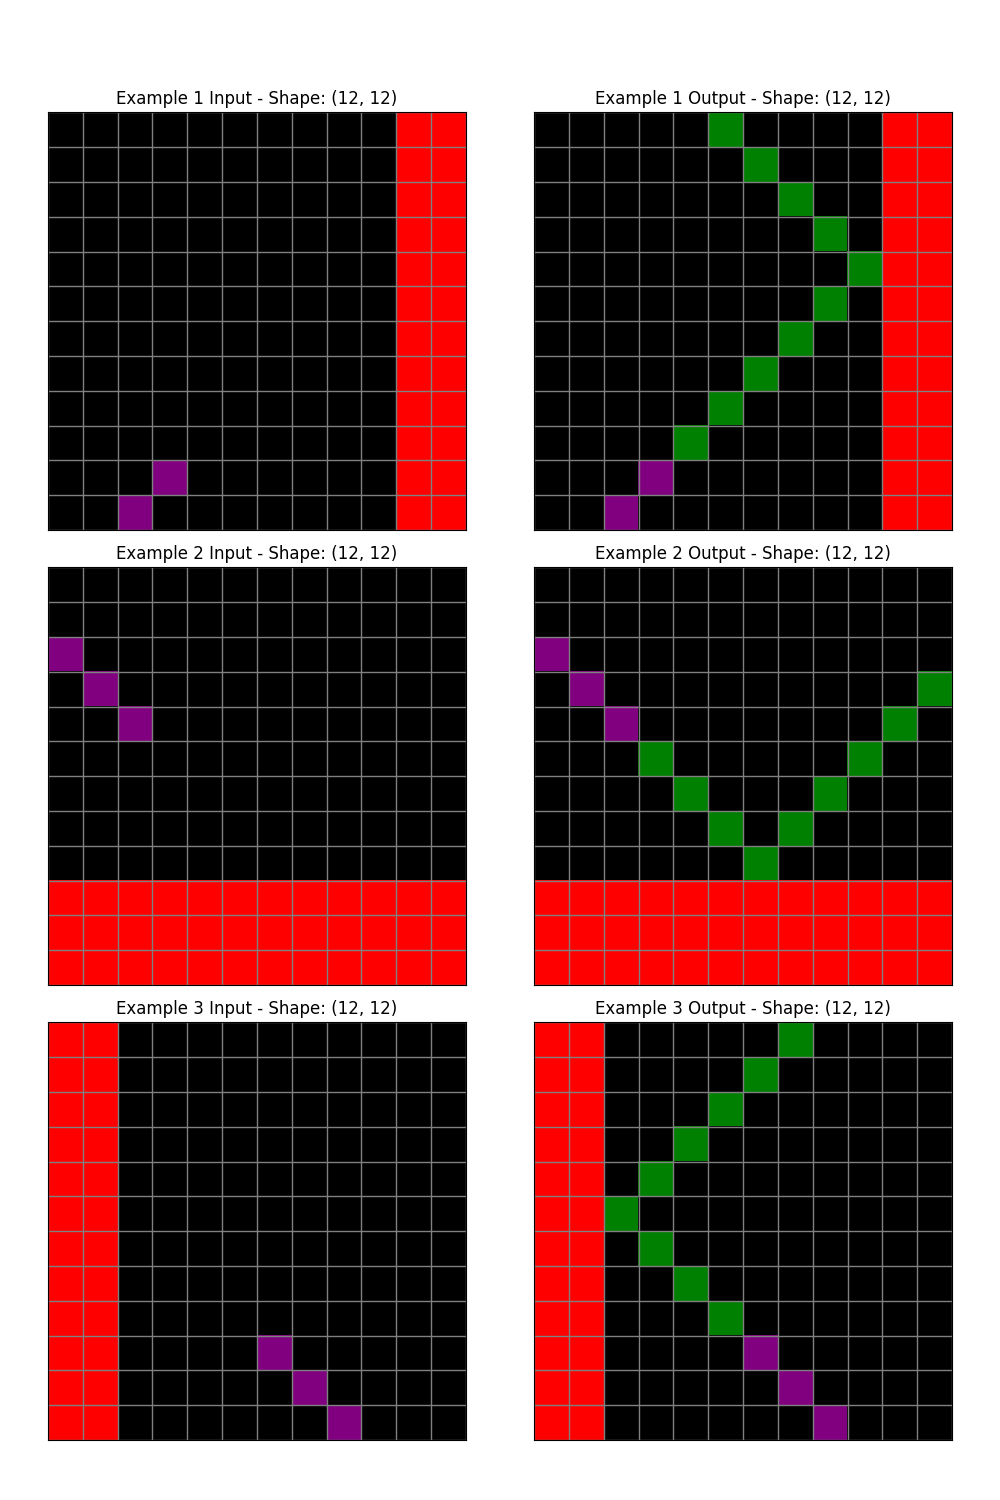 Example 1 Input - Shape: (12, 12)
Example 1 Output - Shape: (12, 12)
Example 2 Input - Shape: (12, 12)
Example 2 Output - Shape: (12, 12)
Example 3 Input - Shape: (12, 12)
Example 3 Output - Shape: (12, 12)